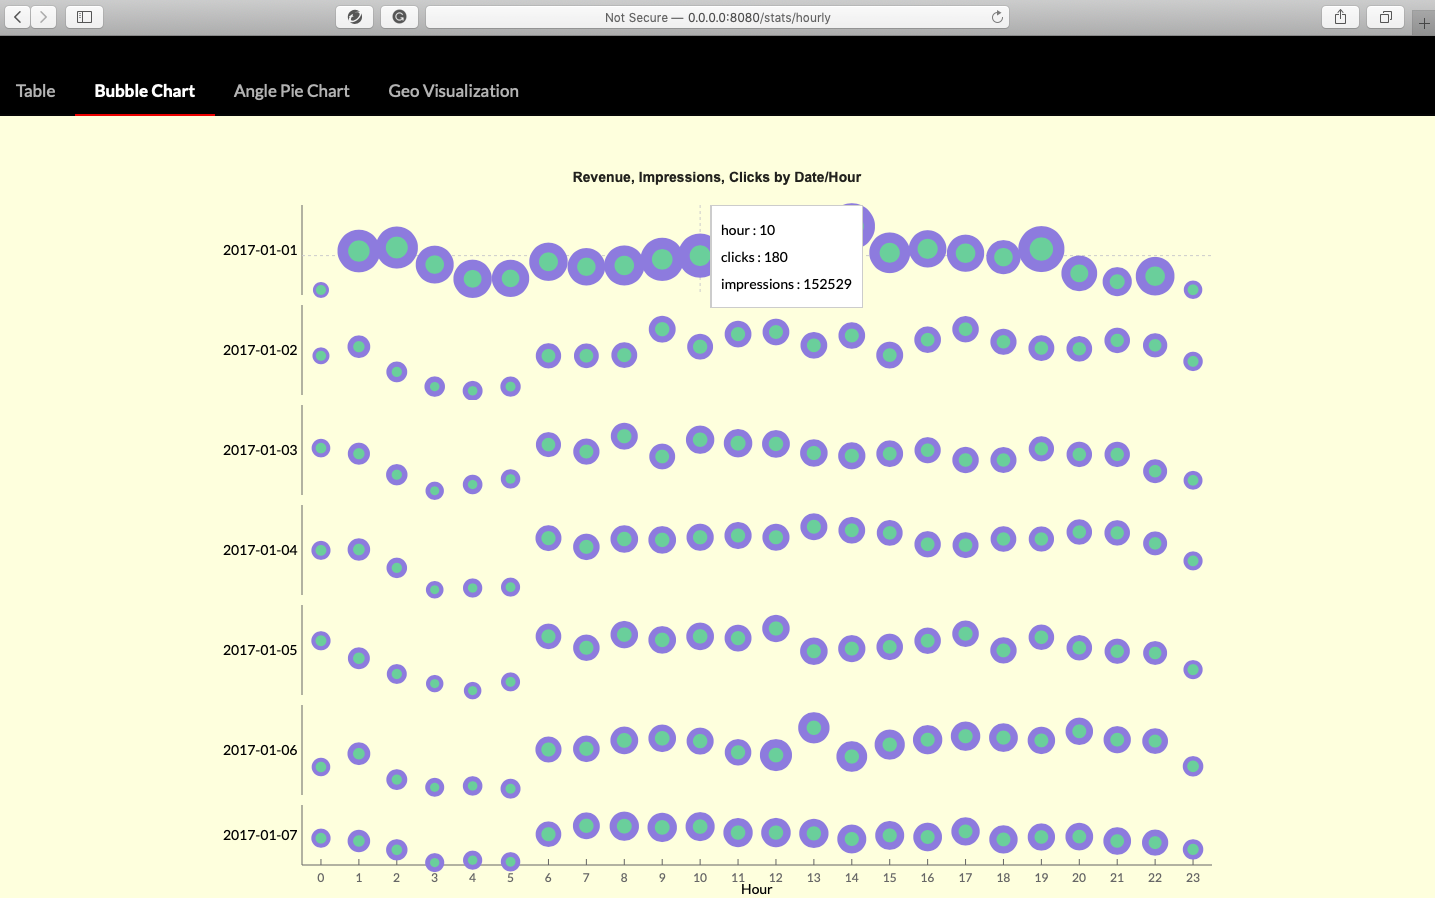 Not Secure — 0.0.0.0:8080/stats/hourly
Table Bubble Chart Angle Pie Chart Geo Visualization
Revenue, Impressions, Clicks by Date/Hour
2017-01-01
hour : 10
clicks : 180
impressions : 152529
2017-01-02
2017-01-03
2017-01-04
2017-01-05
2017-01-06
2017-01-07
0 1 2 3 4 5 6 7 8 9 10 11 12 13 14 15 16 17 18 19 20 21 22 23
Hour